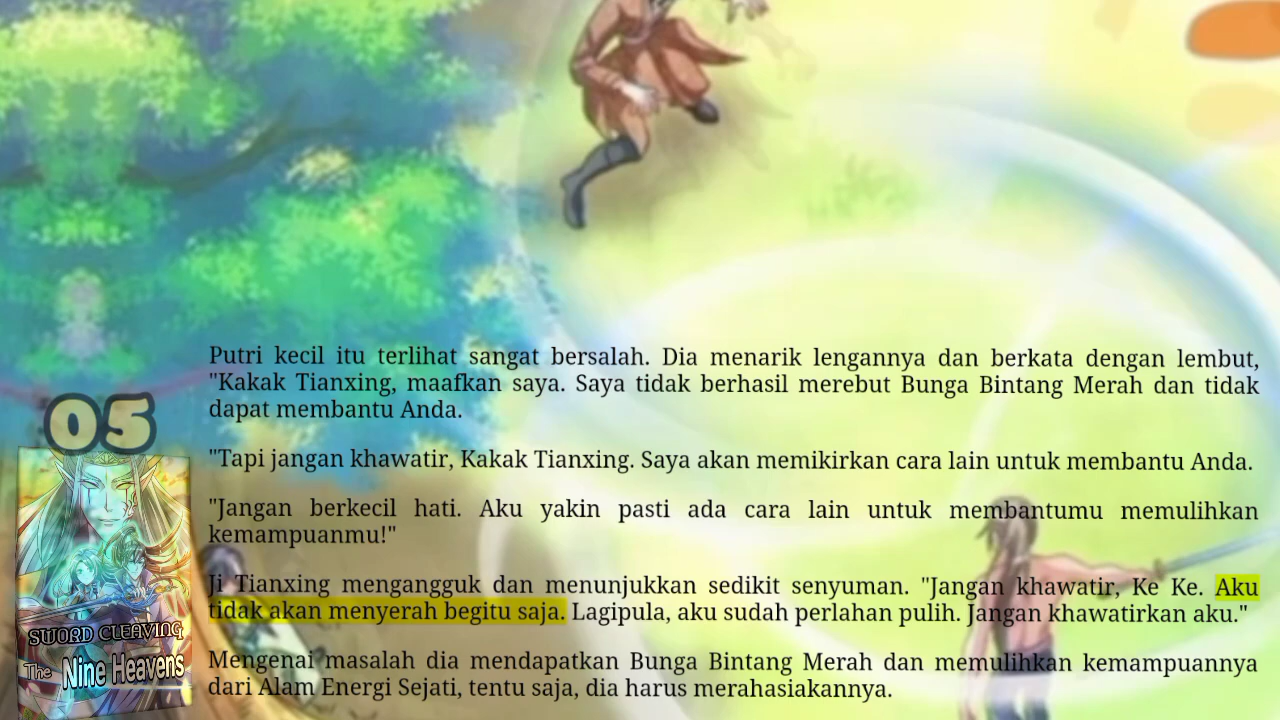 Putri kecil itu terlihat sangat bersalah. Dia menarik lengannya dan berkata dengan lembut,
"Kakak Tianxing, maafkan saya. Saya tidak berhasil merebut Bunga Bintang Merah dan tidak
dapat membantu Anda.
"Tapi jangan khawatir, Kakak Tianxing. Saya akan memikirkan cara lain untuk membantu Anda.
"Jangan berkecil hati. Aku yakin pasti ada cara lain untuk membantumu memulihkan
kemampuanmu!"
Ji Tianxing mengangguk dan menunjukkan sedikit senyuman. "Jangan khawatir, Ke Ke. Aku
tidak akan menyerah begitu saja. Lagipula, aku sudah perlahan pulih. Jangan khawatirkan aku."
Mengenai masalah dia mendapatkan Bunga Bintang Merah dan memulihkan kemampuannya
dari Alam Energi Sejati, tentu saja, dia harus merahasiakannya.
05
SWORD CLEAVING
The Nine Heavens